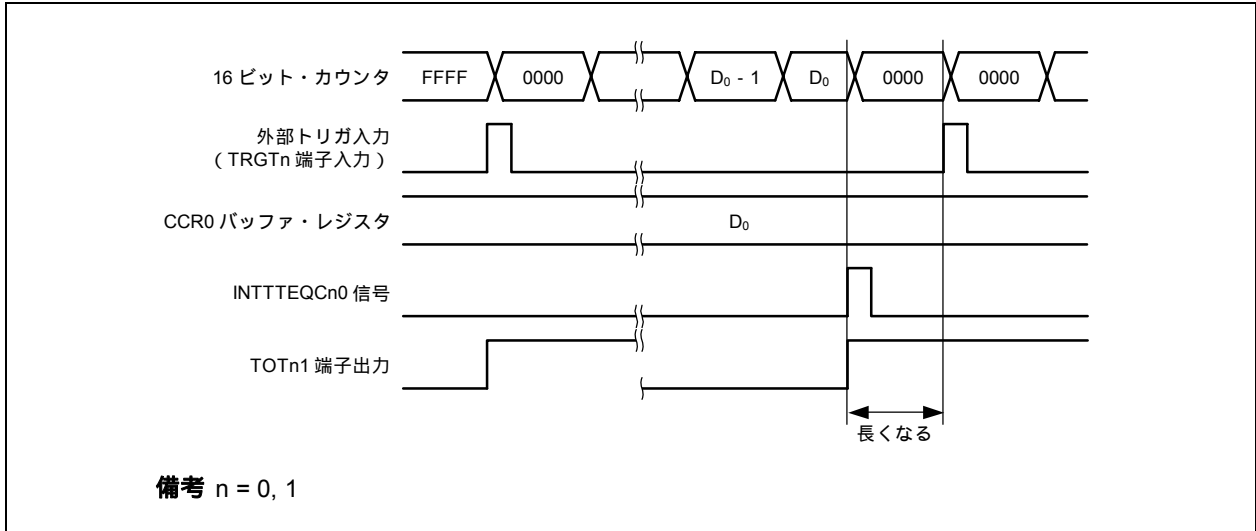 16 ビット・カウンタ FFFF 0000 D₀ - 1 D₀ 0000 0000
外部トリガ入力
（TRGTn 端子入力）
CCR0 バッファ・レジスタ D₀
INTTTEQCn0 信号
TOTn1 端子出力
長くなる
備考 n = 0, 1